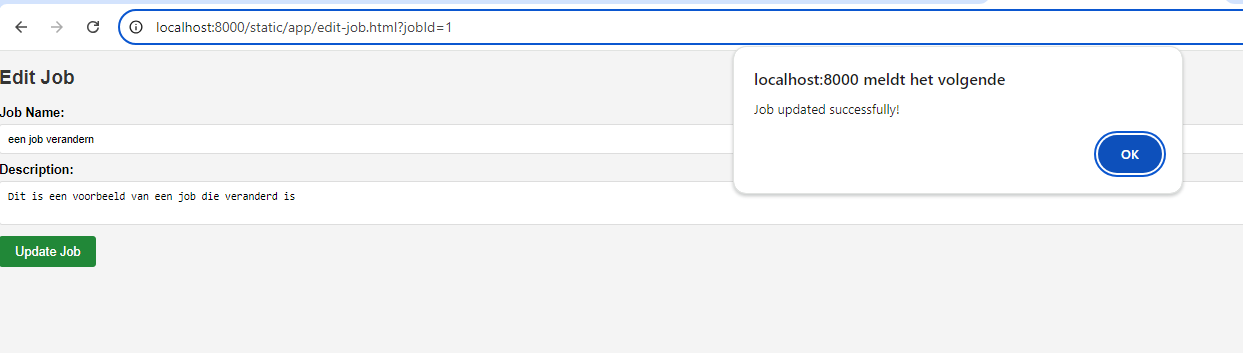 localhost:8000/static/app/edit-job.html?jobId=1
localhost:8000 meldt het volgende
Job updated successfully!
OK
Edit Job
Job Name:
een job verandern
Description:
Dit is een voorbeeld van een job die veranderd is
Update Job